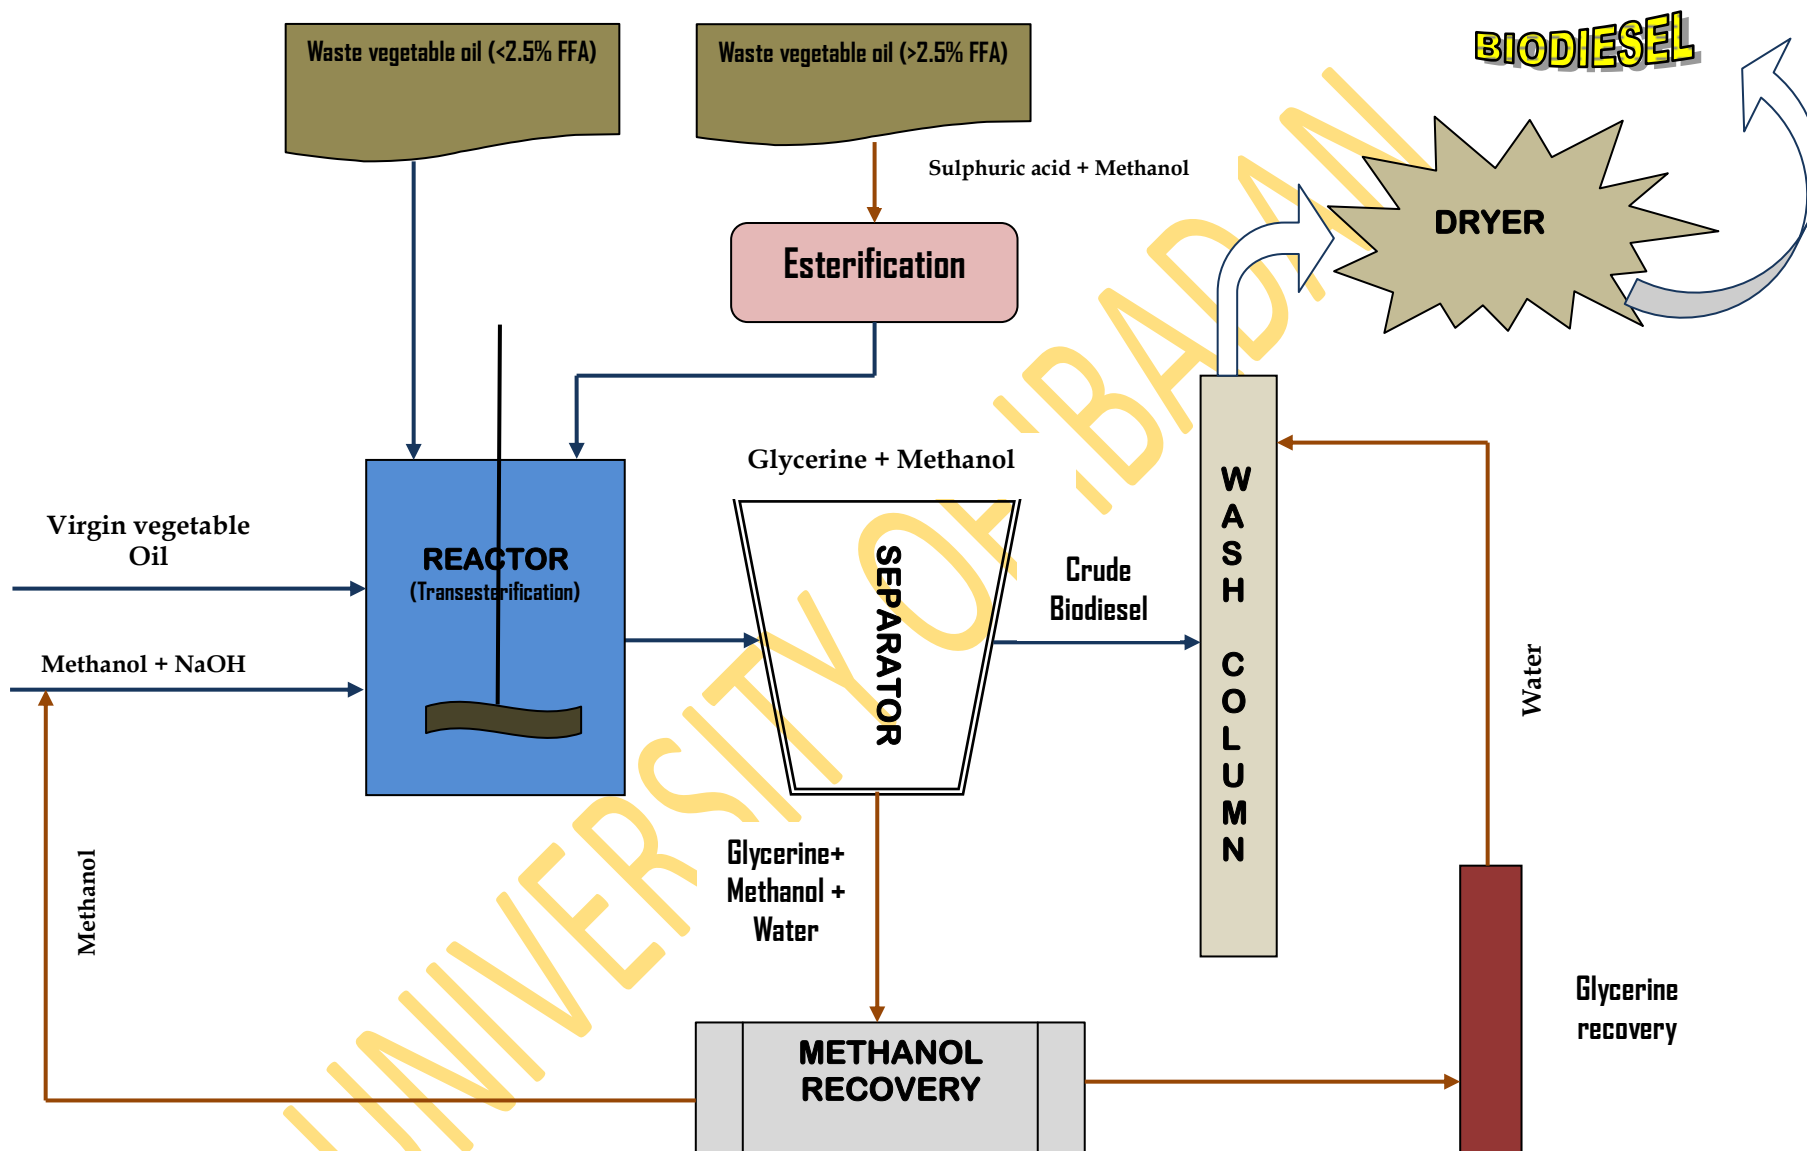 BIODIESEL
Waste vegetable oil (<2.5% FFA)
Waste vegetable oil (>2.5% FFA)
Sulphuric acid + Methanol
DRYER
Esterification
Glycerine + Methanol
Virgin vegetable
Oil
REACTOR
(Transesterification)
SEPARATOR
Crude
Biodiesel
WASH COLUMN
Methanol + NaOH
Water
Methanol
Glycerine+
Methanol +
Water
Glycerine
recovery
METHANOL
RECOVERY
UNIVERSITY OF IBADAN